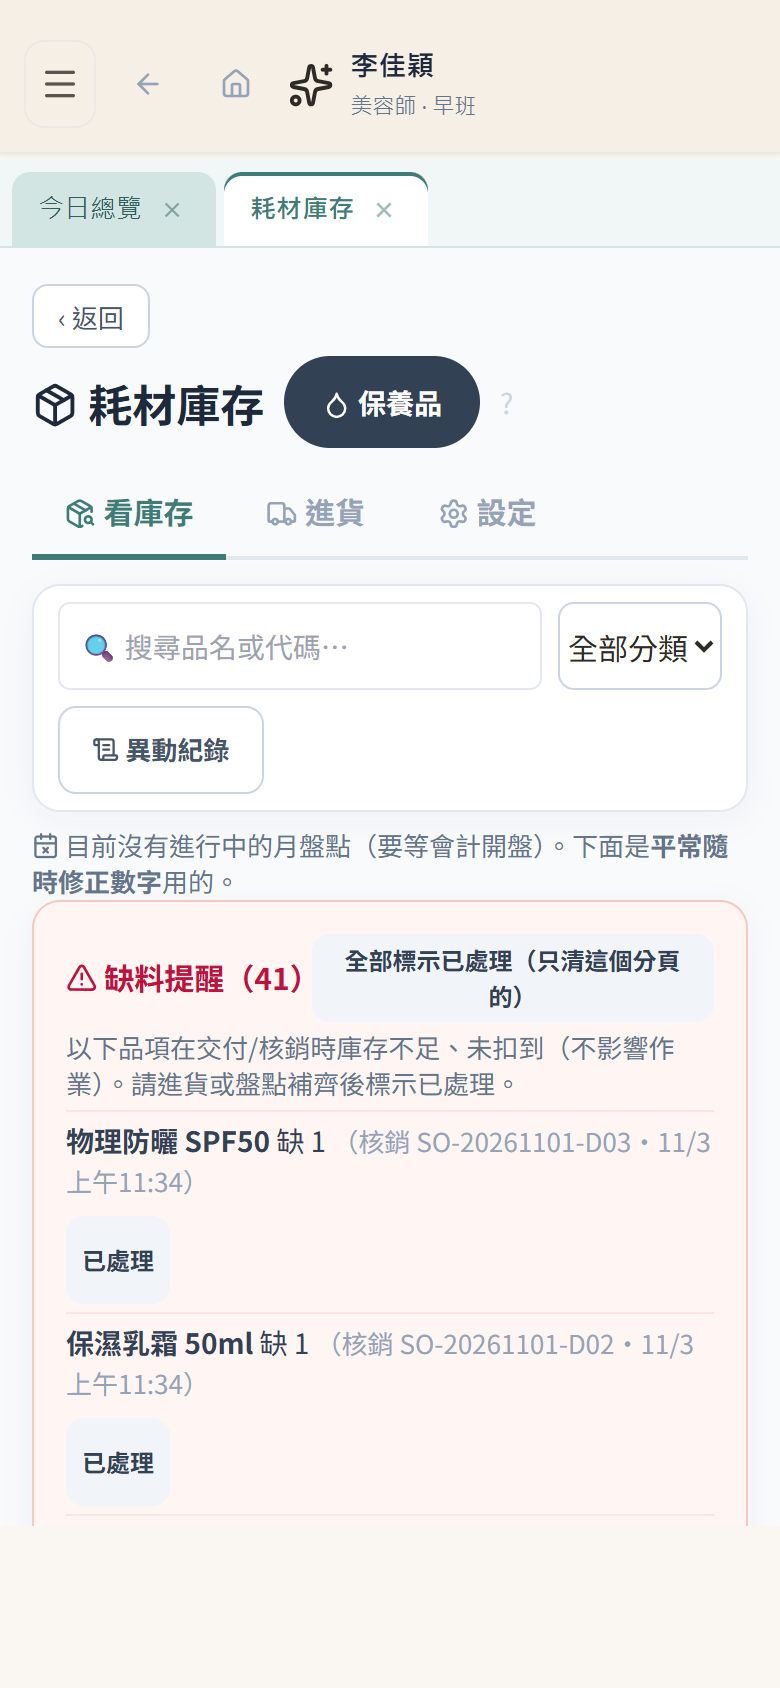 李佳穎
美容師 · 早班
今日總覽 ×
耗材庫存 ×
‹ 返回
耗材庫存 保養品 ?
看庫存 進貨 設定
搜尋品名或代碼⋯ 全部分類
異動紀錄
目前沒有進行中的月盤點（要等會計開盤）。下面是平常隨
時修正數字用的。
缺料提醒（41） 全部標示已處理（只清這個分頁
的）
以下品項在交付/核銷時庫存不足、未扣到（不影響作
業）。請進貨或盤點補齊後標示已處理。
物理防曬 SPF50 缺 1 （核銷 SO-20261101-D03・11/3
上午11:34）
已處理
保濕乳霜 50ml 缺 1 （核銷 SO-20261101-D02・11/3
上午11:34）
已處理